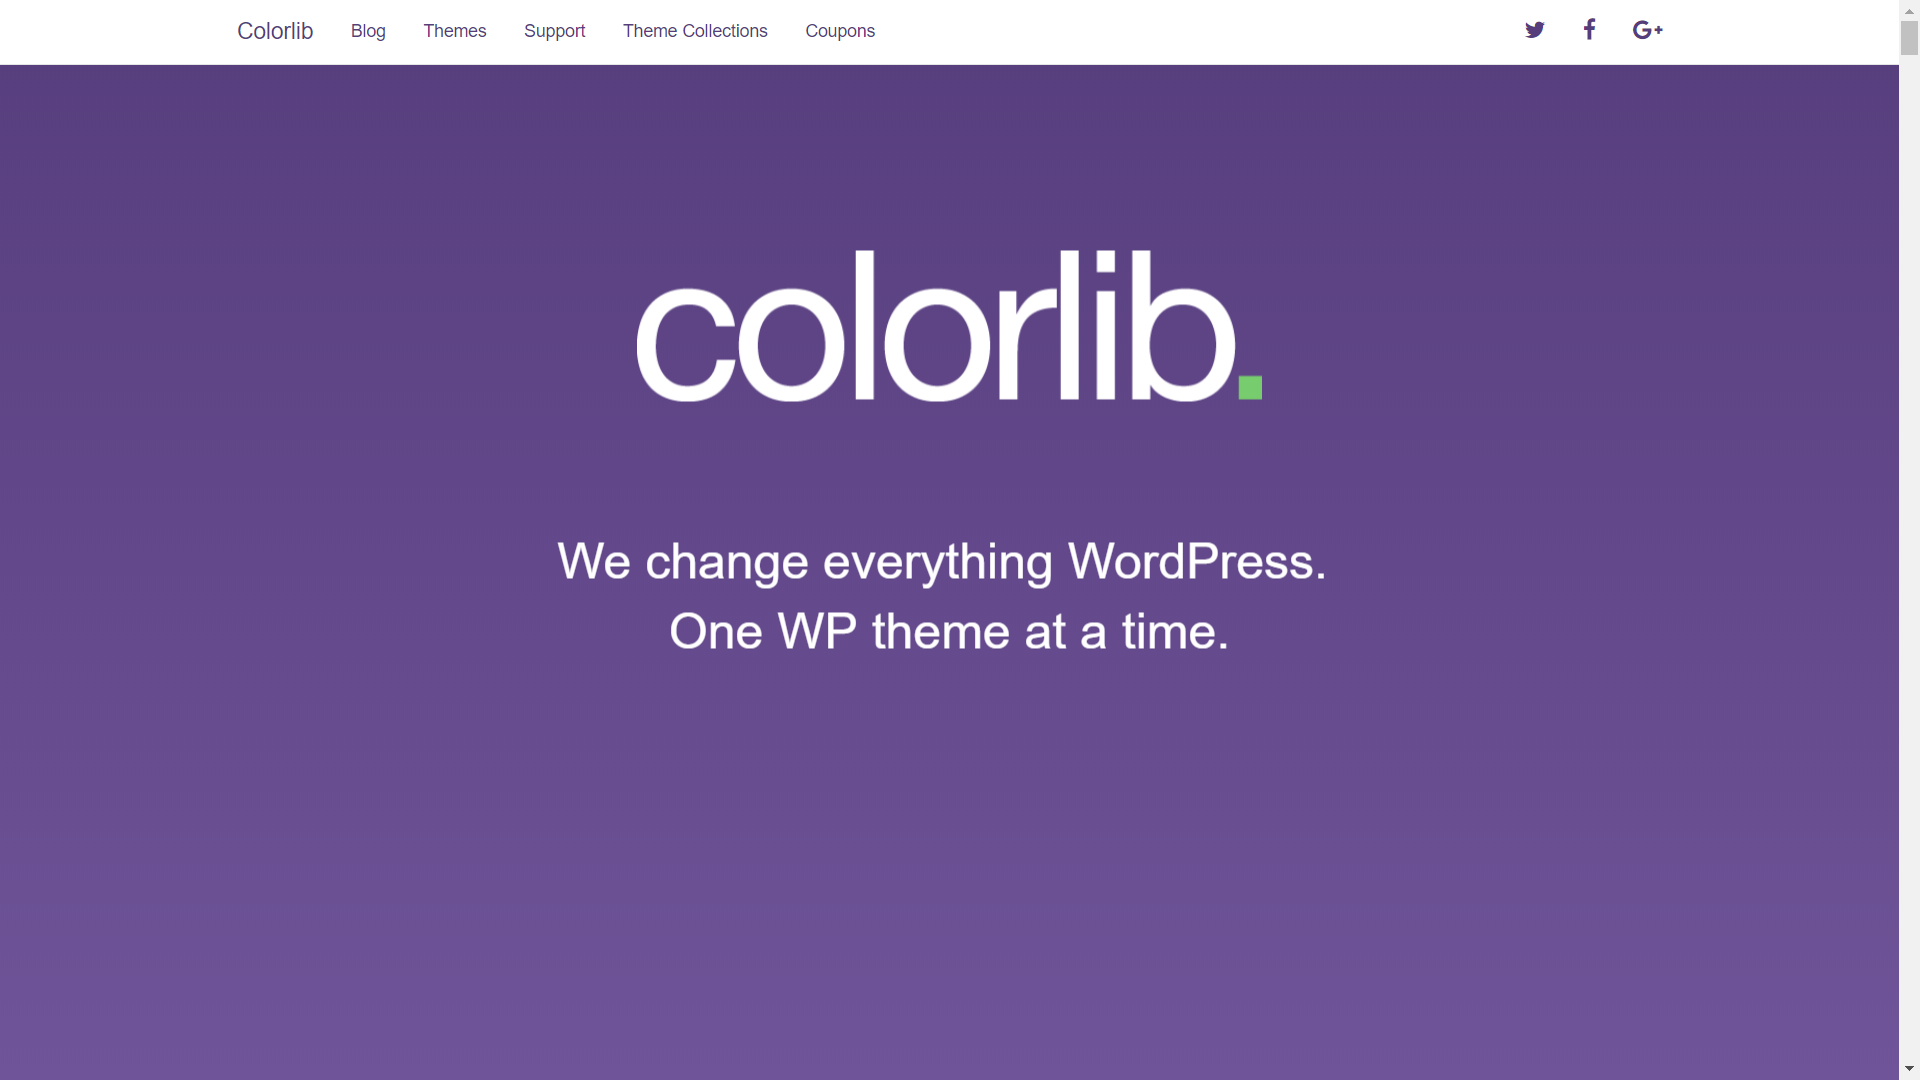 Colorlib Blog Themes Support Theme Collections Coupons G+
colorlib.
We change everything WordPress.
One WP theme at a time.